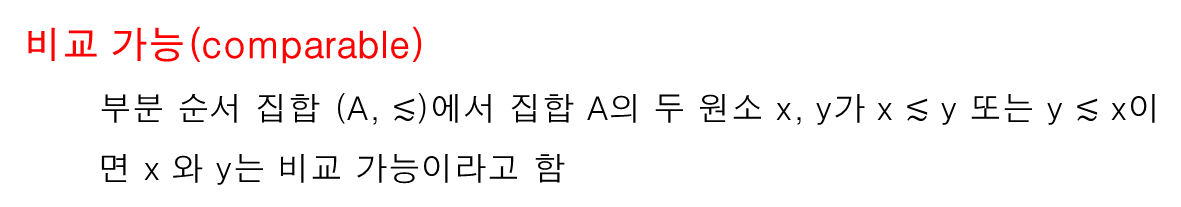 비교 가능(comparable)
부분 순서 집합 (A, ≲)에서 집합 A의 두 원소 x, y가 x ≲ y 또는 y ≲ x이
면 x 와 y는 비교 가능이라고 함